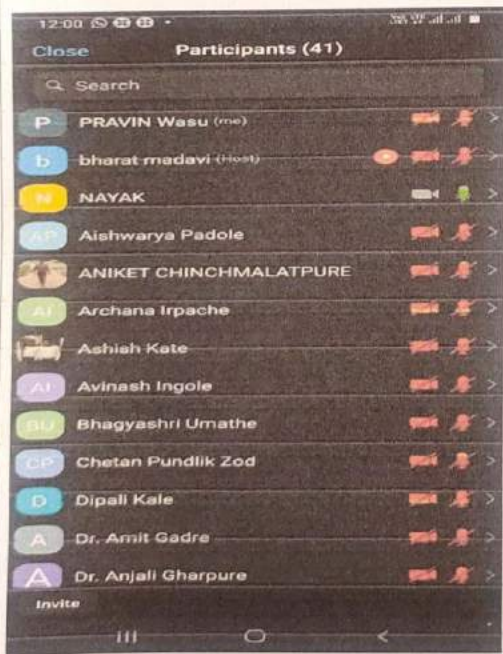 12:00
Close Participants (41)
Search
P PRAVIN Wasu (me)
b bharat madavi (Host)
N NAYAK
AP Aishwarya Padole
ANIKET CHINCHMALATPURE
AI Archana Irpache
Ashish Kate
AI Avinash Ingole
BU Bhagyashri Umathe
CP Chetan Pundlik Zod
D Dipali Kale
A Dr. Amit Gadre
A Dr. Anjali Gharpure
Invite